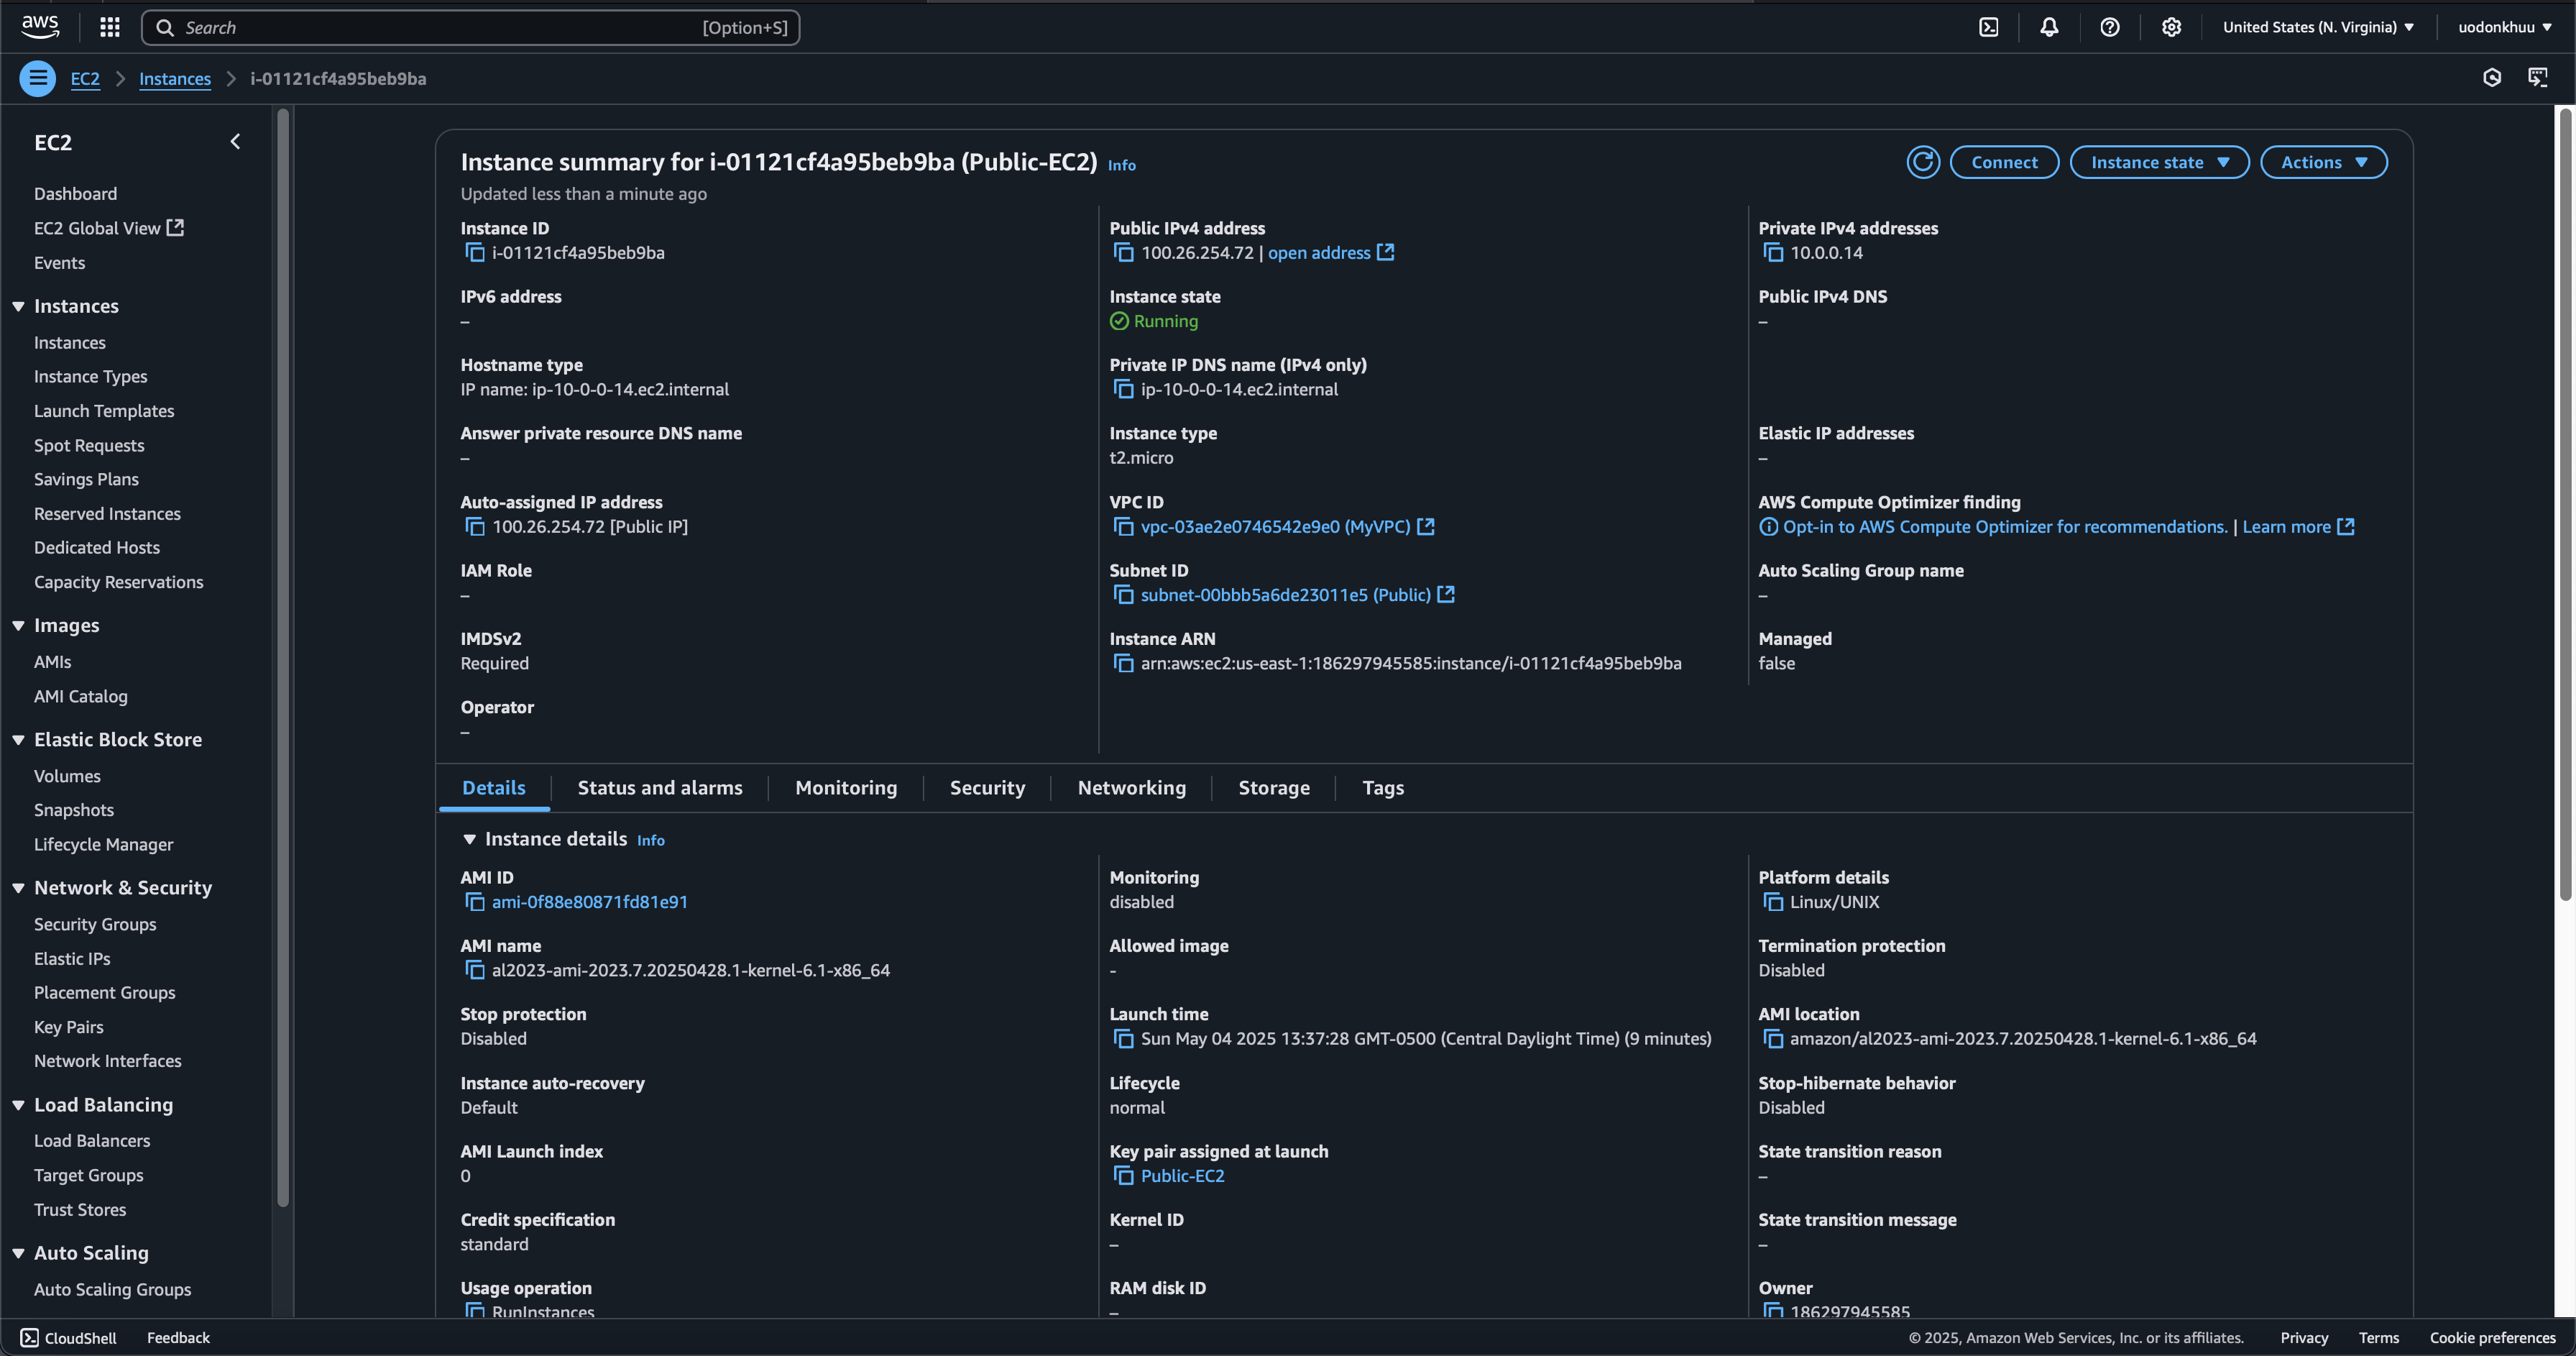 aws
Search [Option+S]
United States (N. Virginia)
uodonkhuu
EC2 Instances i-01121cf4a95beb9ba
EC2
Dashboard
EC2 Global View
Events
Instances
Instances
Instance Types
Launch Templates
Spot Requests
Savings Plans
Reserved Instances
Dedicated Hosts
Capacity Reservations
Images
AMIs
AMI Catalog
Elastic Block Store
Volumes
Snapshots
Lifecycle Manager
Network & Security
Security Groups
Elastic IPs
Placement Groups
Key Pairs
Network Interfaces
Load Balancing
Load Balancers
Target Groups
Trust Stores
Auto Scaling
Auto Scaling Groups
Instance summary for i-01121cf4a95beb9ba (Public-EC2) Info
Updated less than a minute ago
Connect
Instance state
Actions
Instance ID
i-01121cf4a95beb9ba
Public IPv4 address
100.26.254.72 | open address
Private IPv4 addresses
10.0.0.14
IPv6 address
–
Instance state
Running
Public IPv4 DNS
–
Hostname type
IP name: ip-10-0-0-14.ec2.internal
Private IP DNS name (IPv4 only)
ip-10-0-0-14.ec2.internal
Answer private resource DNS name
–
Instance type
t2.micro
Elastic IP addresses
–
Auto-assigned IP address
100.26.254.72 [Public IP]
VPC ID
vpc-03ae2e0746542e9e0 (MyVPC)
AWS Compute Optimizer finding
Opt-in to AWS Compute Optimizer for recommendations. | Learn more
IAM Role
–
Subnet ID
subnet-00bbb5a6de23011e5 (Public)
Auto Scaling Group name
–
IMDSv2
Required
Instance ARN
arn:aws:ec2:us-east-1:186297945585:instance/i-01121cf4a95beb9ba
Managed
false
Operator
–
Details
Status and alarms
Monitoring
Security
Networking
Storage
Tags
Instance details Info
AMI ID
ami-0f88e80871fd81e91
Monitoring
disabled
Platform details
Linux/UNIX
AMI name
al2023-ami-2023.7.20250428.1-kernel-6.1-x86_64
Allowed image
-
Termination protection
Disabled
Stop protection
Disabled
Launch time
Sun May 04 2025 13:37:28 GMT-0500 (Central Daylight Time) (9 minutes)
AMI location
amazon/al2023-ami-2023.7.20250428.1-kernel-6.1-x86_64
Instance auto-recovery
Default
Lifecycle
normal
Stop-hibernate behavior
Disabled
AMI Launch index
0
Key pair assigned at launch
Public-EC2
State transition reason
–
Credit specification
standard
Kernel ID
–
State transition message
–
Usage operation
RunInstances
RAM disk ID
–
Owner
186297945585
CloudShell
Feedback
© 2025, Amazon Web Services, Inc. or its affiliates.
Privacy
Terms
Cookie preferences